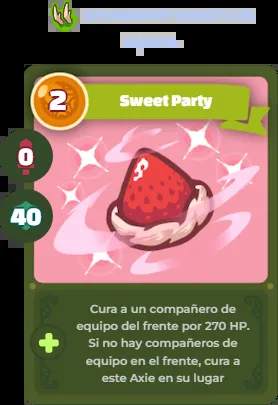 2
Sweet Party
0
40
Cura a un compañero de
equipo del frente por 270 HP.
Si no hay compañeros de
equipo en el frente, cura a
este Axie en su lugar